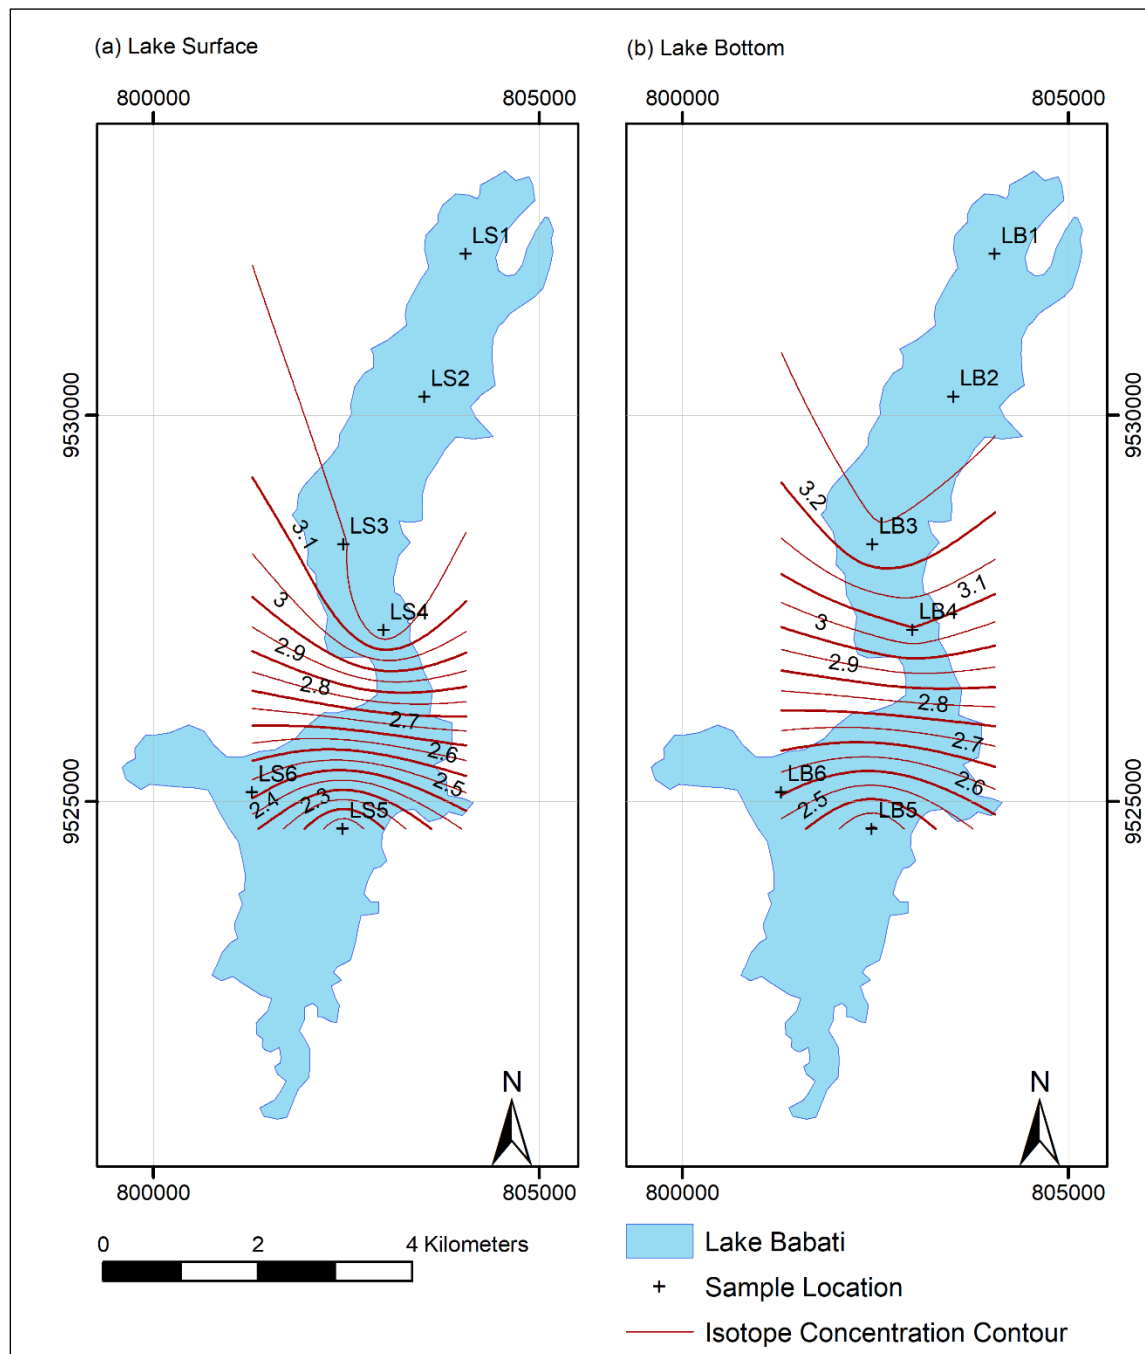 (a) Lake Surface
(b) Lake Bottom
800000
805000
800000
805000
LS1
LB1
LS2
LB2
9530000
9530000
3.1
LS3
3.2
LB3
3
LS4
3.1
LB4
3
2.9
2.9
2.8
2.8
2.7
2.7
2.6
LS6
2.5
LB6
2.6
2.4
2.3
LS5
2.5
LB5
9525000
9525000
N
N
800000
805000
800000
805000
0 2 4 Kilometers
Lake Babati
Sample Location
Isotope Concentration Contour